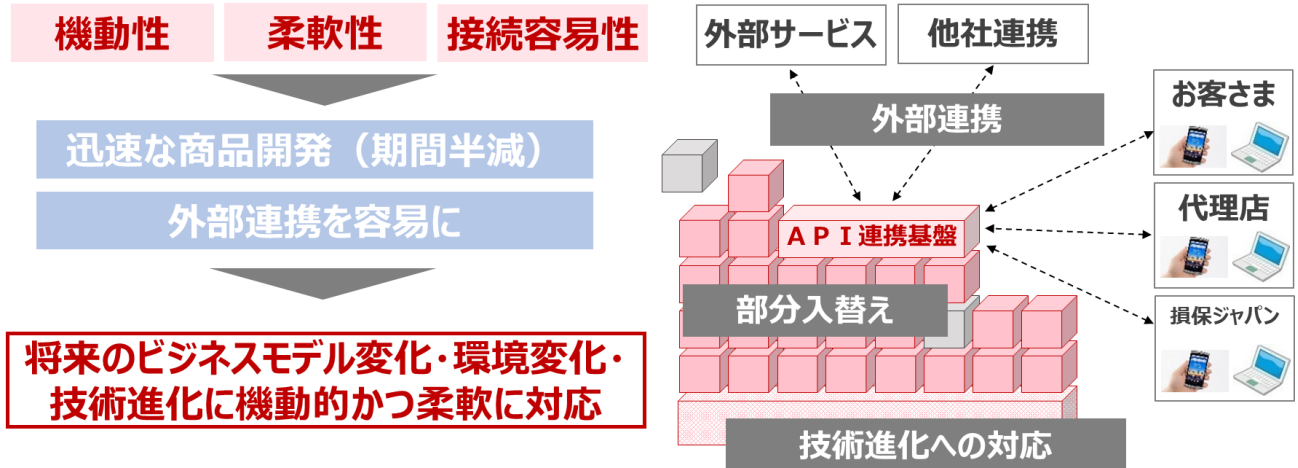 機動性
柔軟性
接続容易性
迅速な商品開発（期間半減）
外部連携を容易に
将来のビジネスモデル変化・環境変化・
技術進化に機動的かつ柔軟に対応
外部サービス
他社連携
外部連携
お客さま
ＡＰＩ連携基盤
代理店
部分入替え
損保ジャパン
技術進化への対応